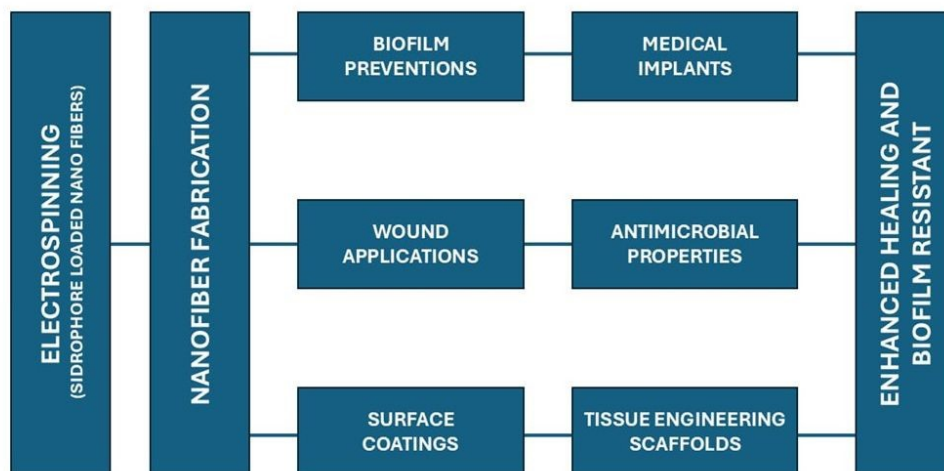 ELECTROSPINNING
(SIDROPHORE LOADED NANO FIBERS)
NANOFIBER FABRICATION
BIOFILM
PREVENTIONS
MEDICAL
IMPLANTS
WOUND
APPLICATIONS
ANTIMICROBIAL
PROPERTIES
SURFACE
COATINGS
TISSUE ENGINEERING
SCAFFOLDS
ENHANCED HEALING AND
BIOFILM RESISTANT